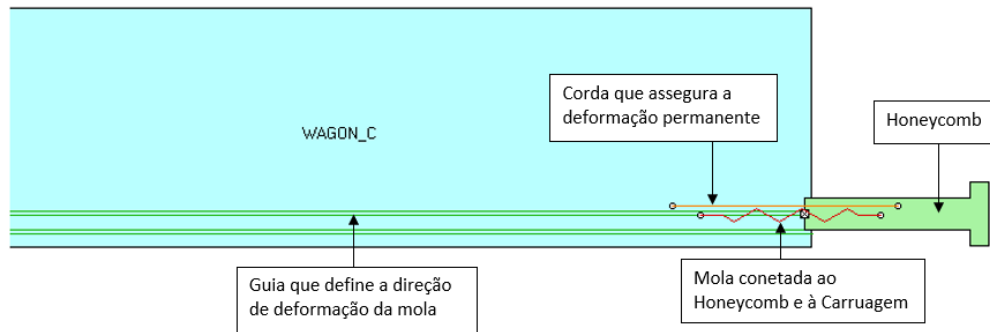 Corda que assegura a
deformação permanente
Honeycomb
WAGON_C
Guia que define a direção
de deformação da mola
Mola conetada ao
Honeycomb e à Carruagem